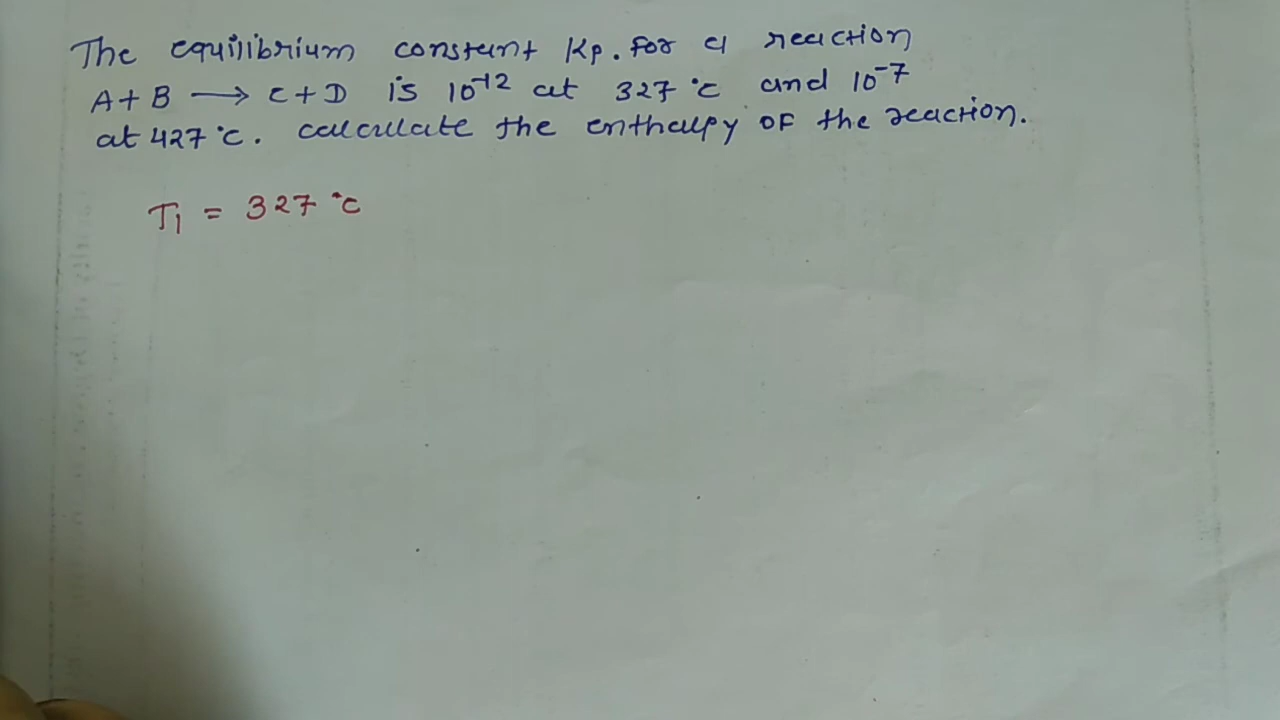 The equilibrium constant Kp. For a reaction
A + B ⟶ C + D is 10⁻¹² at 327 °C and 10⁻⁷
at 427 °C. calculate the enthalpy OF the reaction.
T₁ = 327 °C